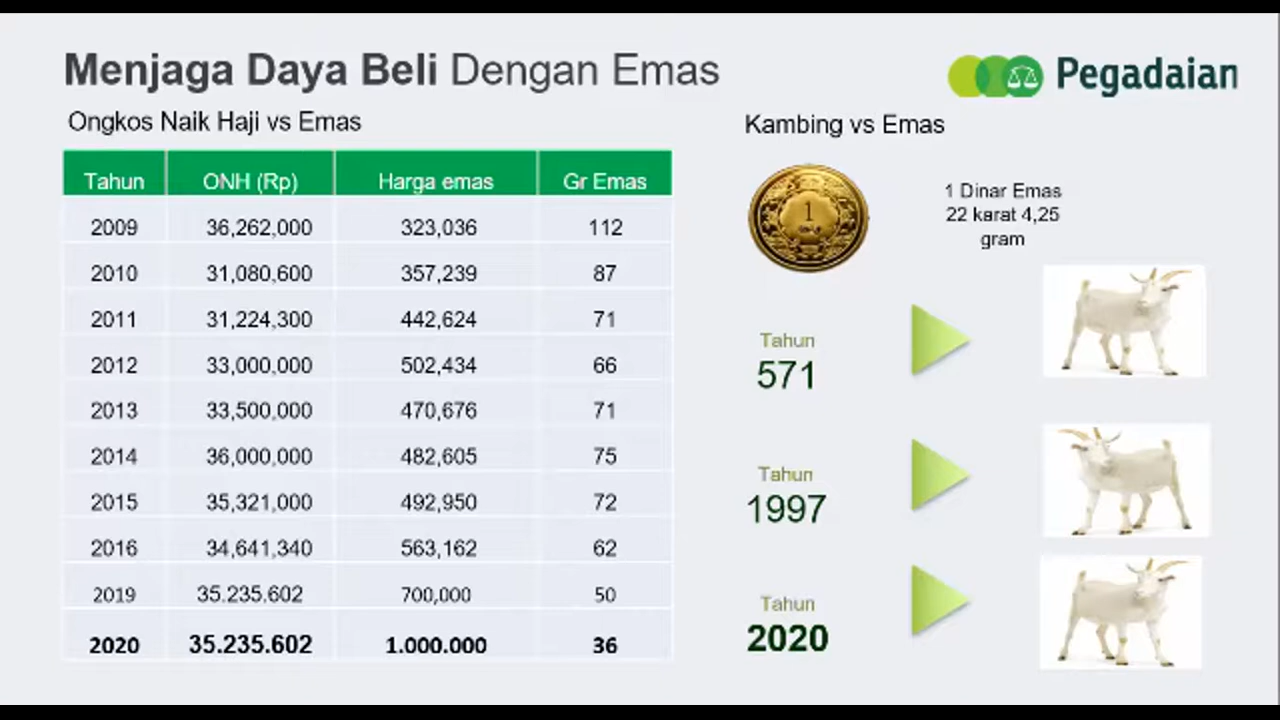 Menjaga Daya Beli Dengan Emas
Pegadaian
Ongkos Naik Haji vs Emas
Tahun ONH (Rp) Harga emas Gr Emas
2009 36,262,000 323,036 112
2010 31,080,600 357,239 87
2011 31,224,300 442,624 71
2012 33,000,000 502,434 66
2013 33,500,000 470,676 71
2014 36,000,000 482,605 75
2015 35,321,000 492,950 72
2016 34,641,340 563,162 62
2019 35.235.602 700,000 50
2020 35.235.602 1.000.000 36
Kambing vs Emas
1
1 Dinar Emas
22 karat 4,25
gram
Tahun
571
Tahun
1997
Tahun
2020